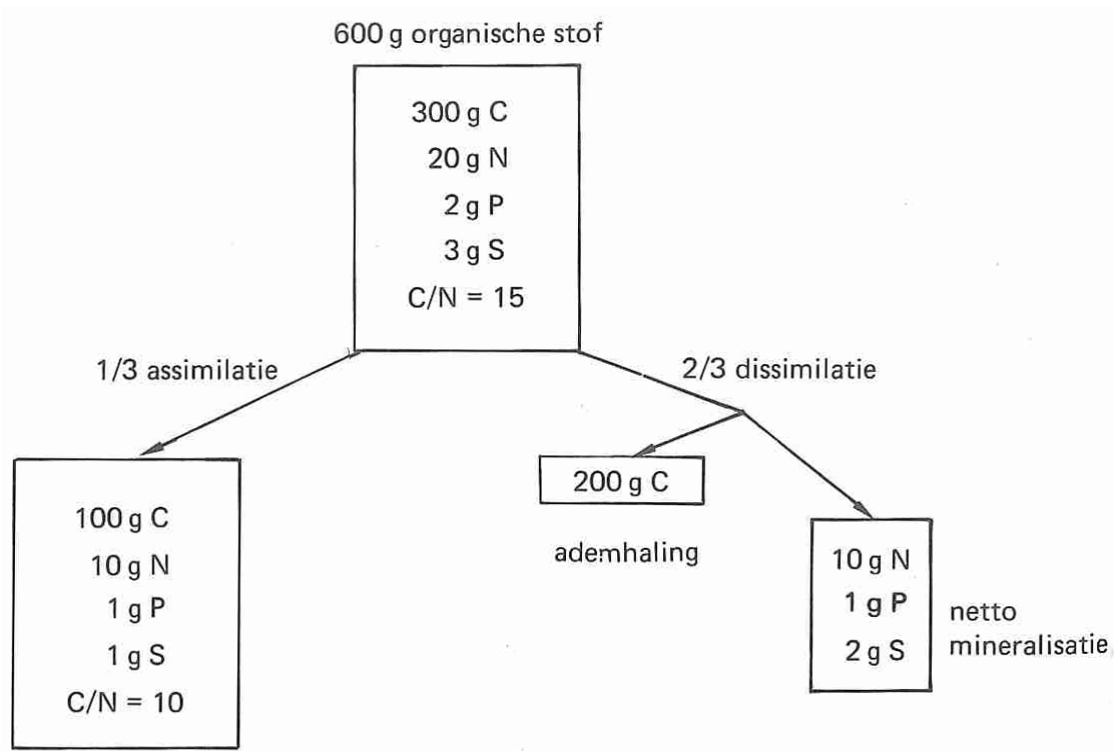 600 g organische stof
300 g C
20 g N
2 g P
3 g S
C/N = 15
1/3 assimilatie
2/3 dissimilatie
100 g C
10 g N
1 g P
1 g S
C/N = 10
200 g C
ademhaling
10 g N
1 g P
2 g S
netto
mineralisatie